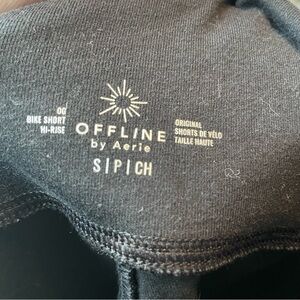 OG
BIKE SHORT
HI-RISE
OFFLINE
by Aerie
S|P|CH
ORIGINAL
SHORTS DE VÉLO
TAILLE HAUTE